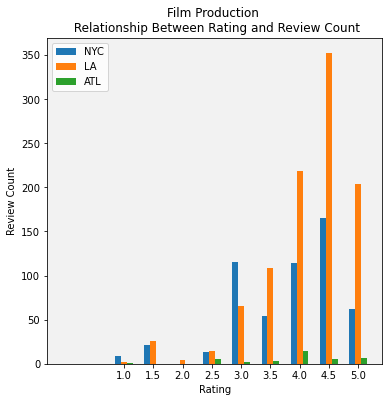 Film Production
Relationship Between Rating and Review Count
NYC
LA
ATL
350
300
250
200
150
100
50
0
Review Count
1.0 1.5 2.0 2.5 3.0 3.5 4.0 4.5 5.0
Rating